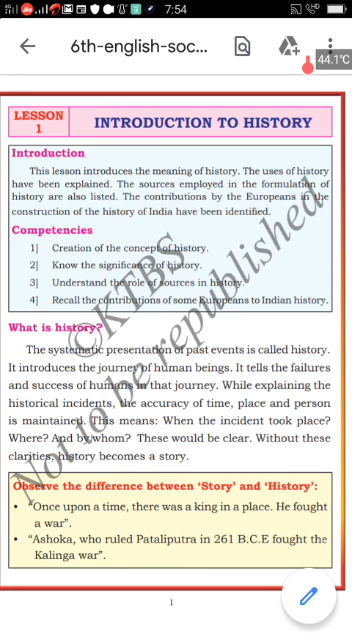 4G
Jio
7:54
HD
6th-english-soc...
44.1°C
LESSON
1
INTRODUCTION TO HISTORY
Introduction
This lesson introduces the meaning of history. The uses of history
have been explained. The sources employed in the formulation of
history are also listed. The contributions by the Europeans in the
construction of the history of India have been identified.
Competencies
1] Creation of the concept of history.
2] Know the significance of history.
3] Understand the role of sources in history.
4] Recall the contributions of some Europeans to Indian history.
What is history?
The systematic presentation of past events is called history.
It introduces the journey of human beings. It tells the failures
and success of humans in that journey. While explaining the
historical incidents, the accuracy of time, place and person
is maintained. This means: When the incident took place?
Where? And by whom? These would be clear. Without these
clarities, history becomes a story.
Observe the difference between 'Story' and 'History':
• "Once upon a time, there was a king in a place. He fought
a war".
• "Ashoka, who ruled Pataliputra in 261 B.C.E fought the
Kalinga war".
1
©KTBS
Not to be republished